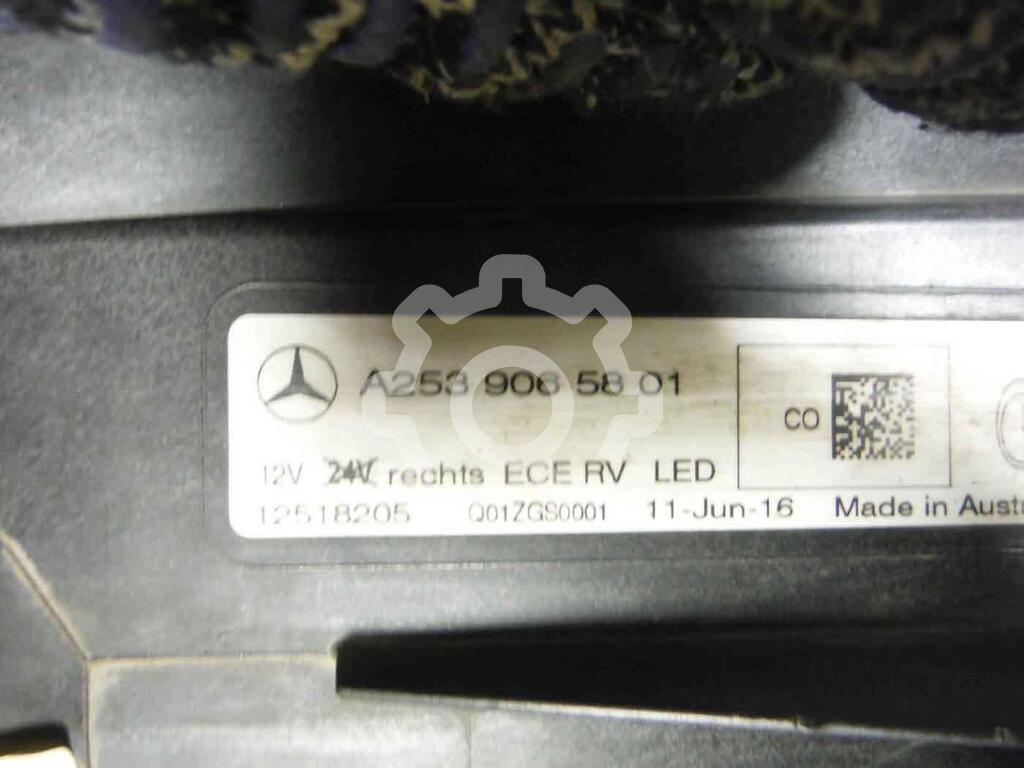 A253 906 58 01
CO
12V 24V rechts ECE RV LED
12518205 Q01ZGS0001 11-Jun-16 Made in Austr